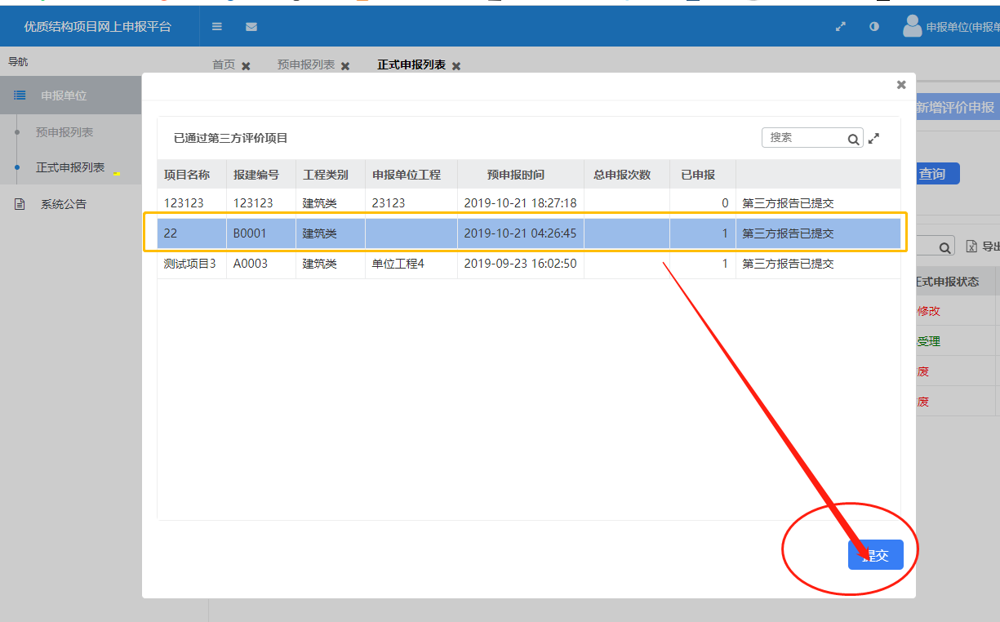 优质结构项目网上申报平台
申报单位(申报单
导航
首页 预申报列表 正式申报列表
申报单位
预申报列表
正式申报列表
系统公告
新增评价申报
查询
导出
正式申报状态
修改
受理
废
废
已通过第三方评价项目
搜索
项目名称 报建编号 工程类别 申报单位工程 预申报时间 总申报次数 已申报
123123 123123 建筑类 23123 2019-10-21 18:27:18 0 第三方报告已提交
22 B0001 建筑类 2019-10-21 04:26:45 1 第三方报告已提交
测试项目3 A0003 建筑类 单位工程4 2019-09-23 16:02:50 1 第三方报告已提交
提交